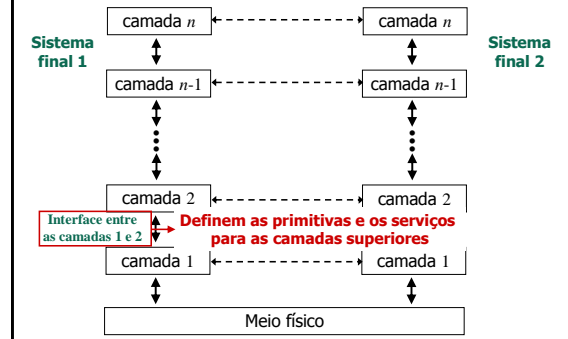 camada n
camada n
Sistema
final 1
Sistema
final 2
camada n-1
camada n-1
camada 2
camada 2
Interface entre
as camadas 1 e 2
Definem as primitivas e os serviços
para as camadas superiores
camada 1
camada 1
Meio físico